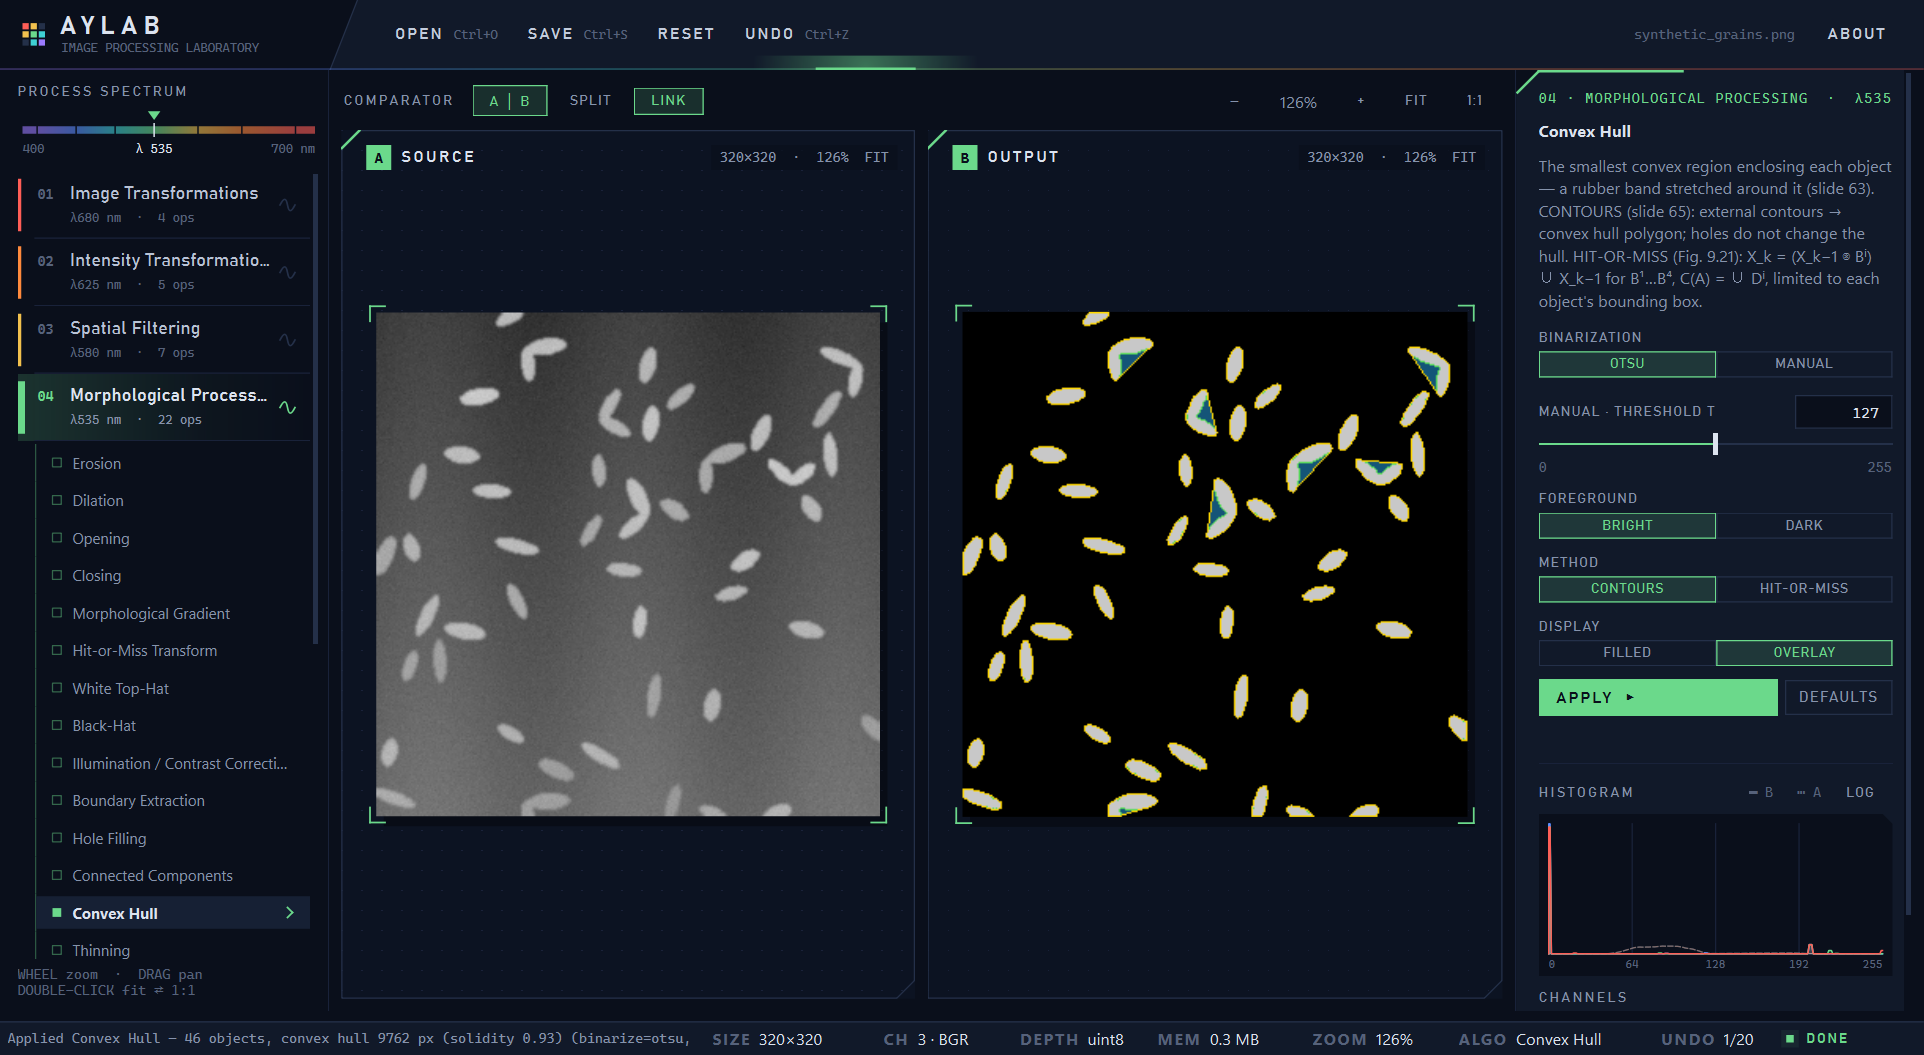 AYLAB
IMAGE PROCESSING LABORATORY
OPEN Ctrl+O SAVE Ctrl+S RESET UNDO Ctrl+Z
synthetic_grains.png ABOUT
PROCESS SPECTRUM
400 λ 535 700 nm
01 Image Transformations
λ680 nm · 4 ops
02 Intensity Transformatio...
λ625 nm · 5 ops
03 Spatial Filtering
λ580 nm · 7 ops
04 Morphological Process...
λ535 nm · 22 ops
Erosion
Dilation
Opening
Closing
Morphological Gradient
Hit-or-Miss Transform
White Top-Hat
Black-Hat
Illumination / Contrast Correcti...
Boundary Extraction
Hole Filling
Connected Components
Convex Hull
Thinning
WHEEL zoom · DRAG pan
DOUBLE-CLICK fit ⇄ 1:1
COMPARATOR A | B SPLIT LINK
− 126% + FIT 1:1
A SOURCE 320×320 · 126% FIT
B OUTPUT 320×320 · 126% FIT
04 · MORPHOLOGICAL PROCESSING · λ535
Convex Hull
The smallest convex region enclosing each object
— a rubber band stretched around it (slide 63).
CONTOURS (slide 65): external contours →
convex hull polygon; holes do not change the
hull. HIT-OR-MISS (Fig. 9.21): X_k = (X_k−1 ⊛ Bⁱ)
∪ X_k−1 for B¹...B⁴, C(A) = ∪ Dⁱ, limited to each
object's bounding box.
BINARIZATION
OTSU MANUAL
MANUAL · THRESHOLD T 127
0 255
FOREGROUND
BRIGHT DARK
METHOD
CONTOURS HIT-OR-MISS
DISPLAY
FILLED OVERLAY
APPLY ▸ DEFAULTS
HISTOGRAM B A LOG
0 64 128 192 255
CHANNELS
Applied Convex Hull — 46 objects, convex hull 9762 px (solidity 0.93) (binarize=otsu,
SIZE 320×320 CH 3 · BGR DEPTH uint8 MEM 0.3 MB ZOOM 126% ALGO Convex Hull UNDO 1/20 DONE